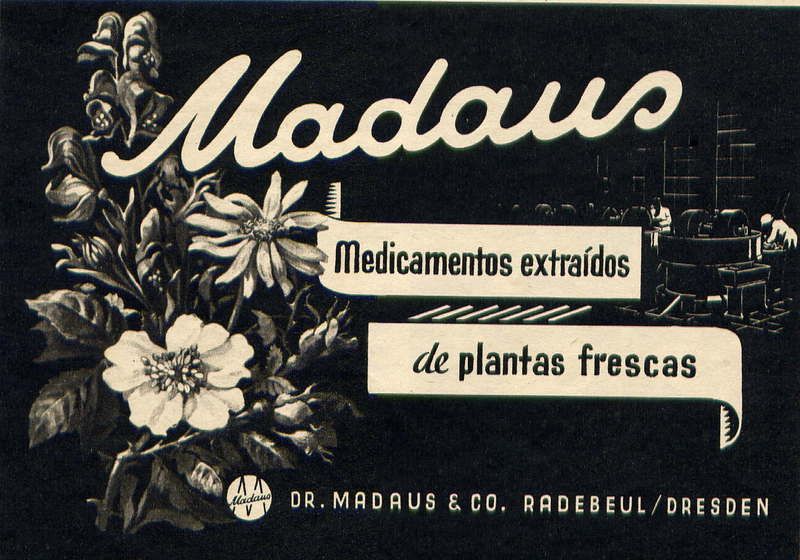 Madaus
Medicamentos extraídos
de plantas frescas
Madaus
DR. MADAUS & CO. RADEBEUL/DRESDEN